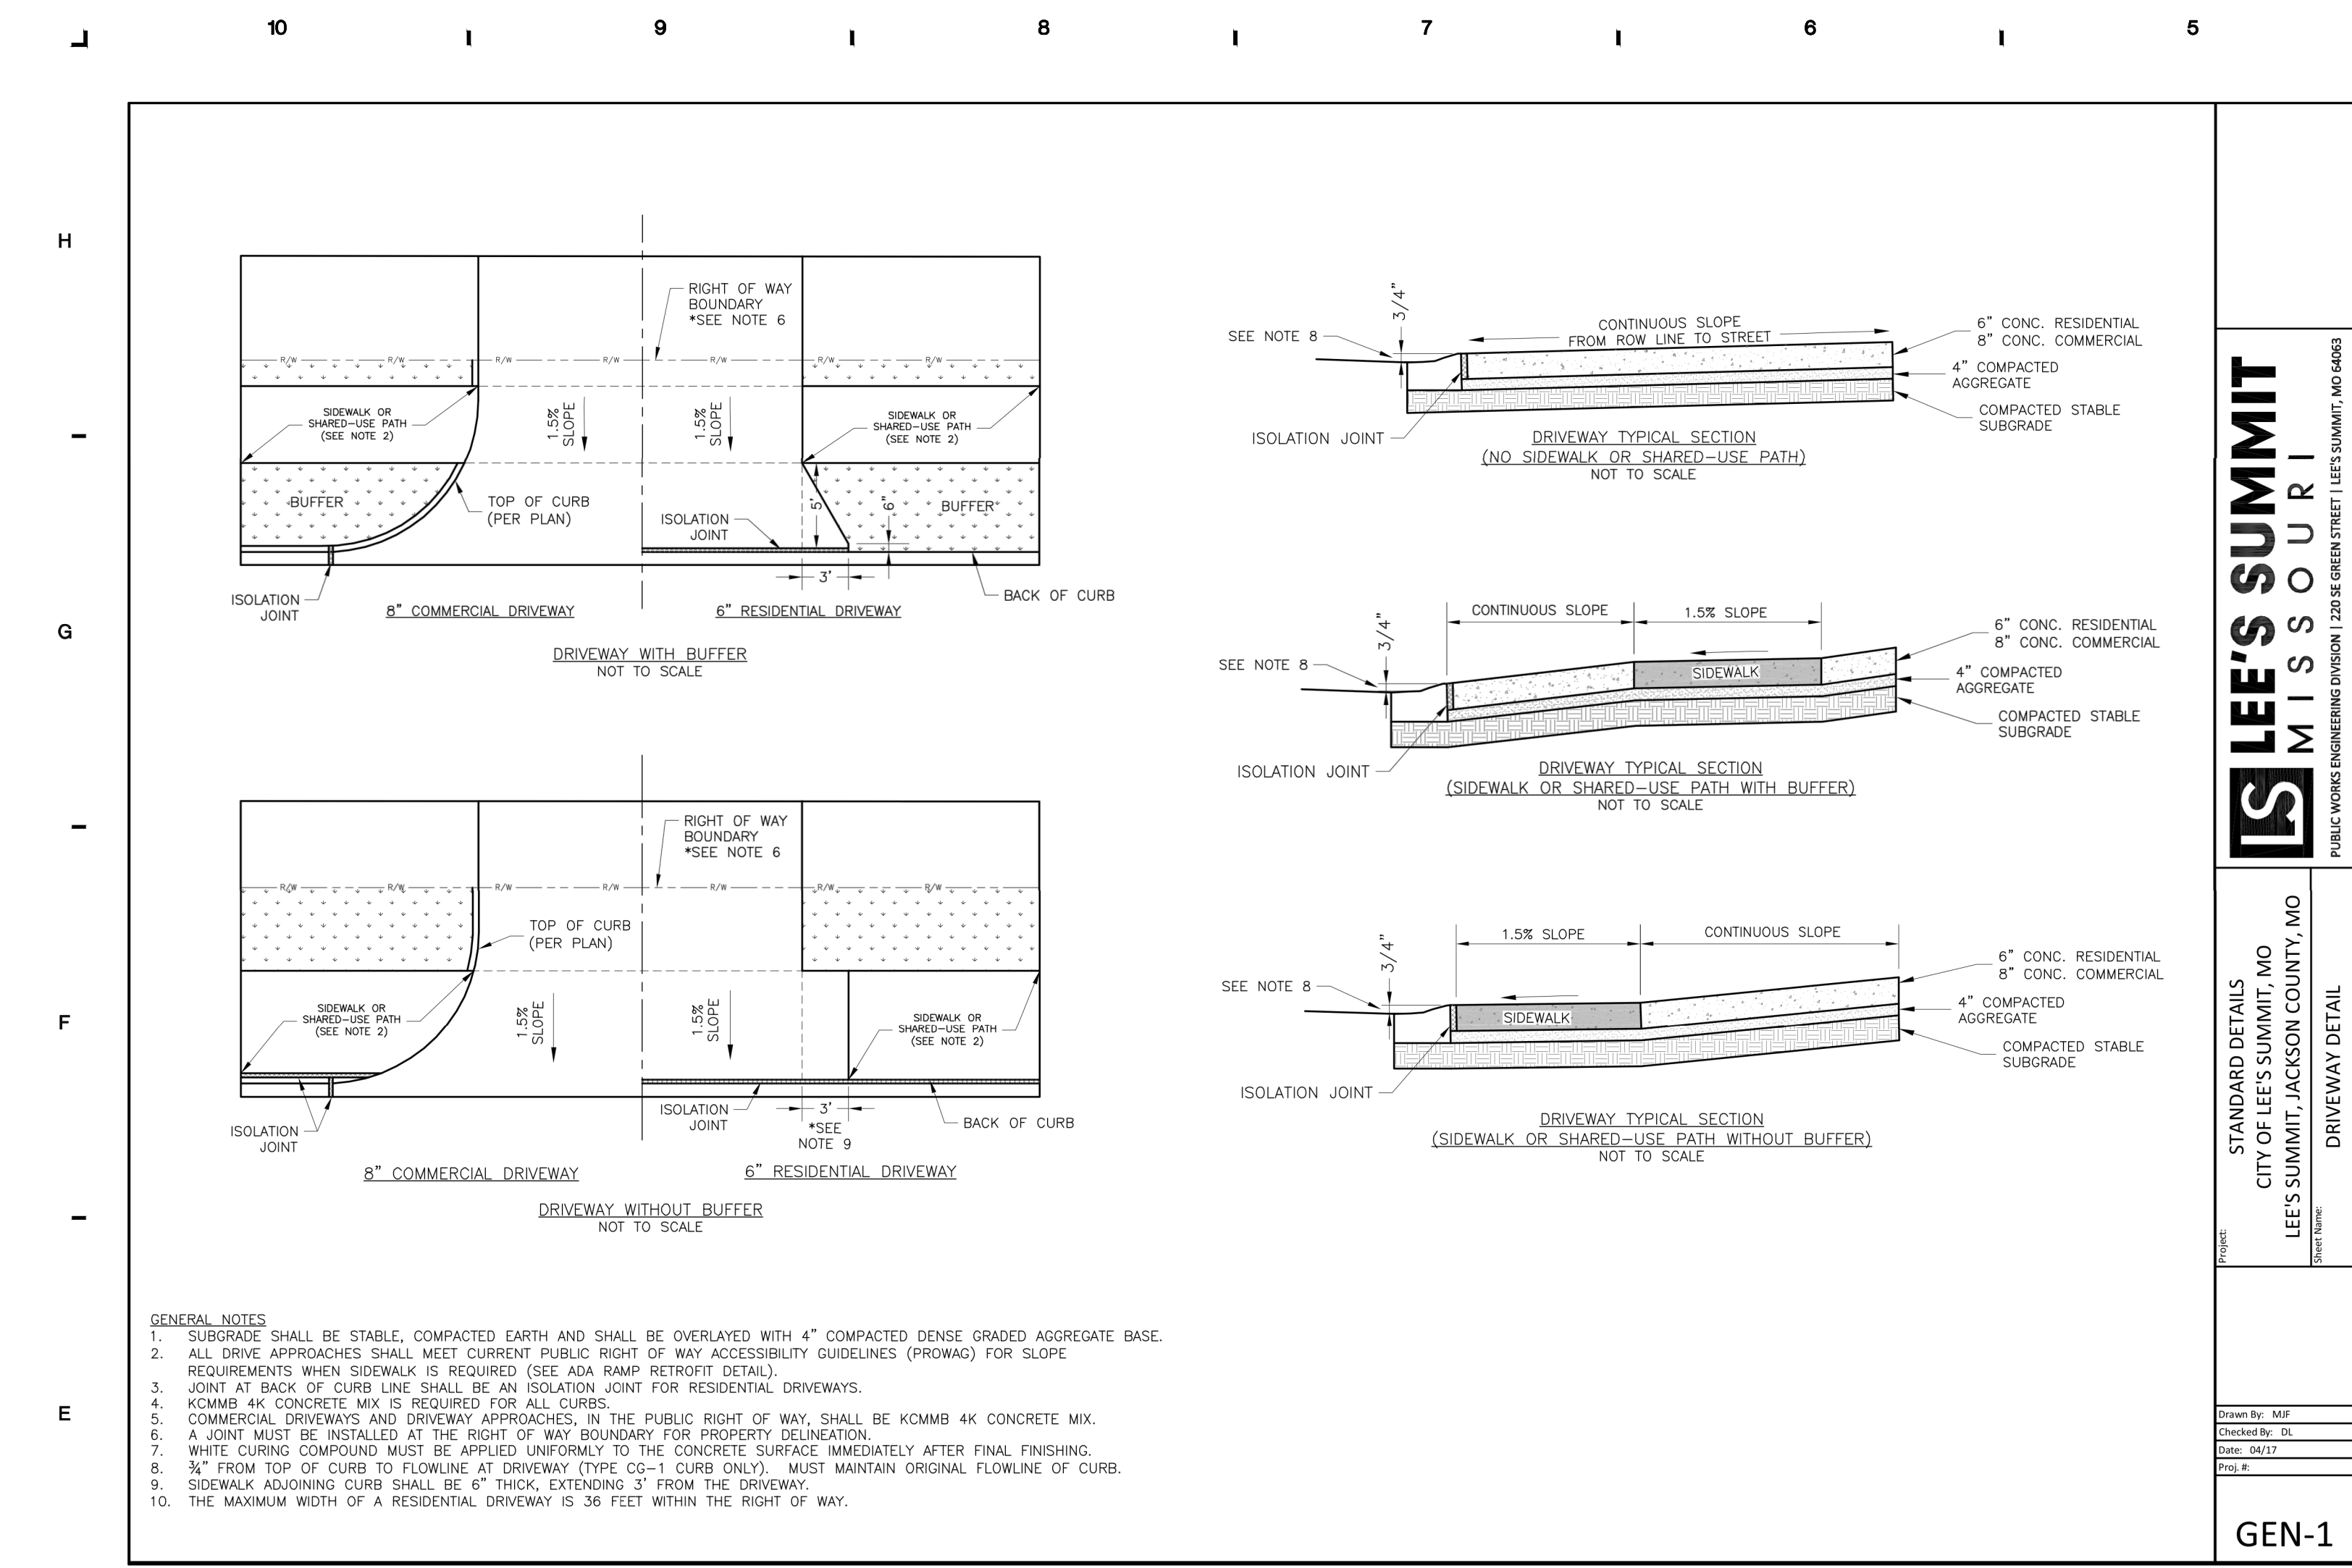 10 9 8 7 6 5
H
G
F
E
RIGHT OF WAY
BOUNDARY
*SEE NOTE 6
R/W R/W R/W R/W R/W R/W R/W
SIDEWALK OR
SHARED-USE PATH
(SEE NOTE 2)
1.5%
SLOPE
1.5%
SLOPE
SIDEWALK OR
SHARED-USE PATH
(SEE NOTE 2)
BUFFER
TOP OF CURB
(PER PLAN)
ISOLATION
JOINT
5'
6"
BUFFER
3'
BACK OF CURB
ISOLATION
JOINT
8" COMMERCIAL DRIVEWAY
6" RESIDENTIAL DRIVEWAY
DRIVEWAY WITH BUFFER
NOT TO SCALE
RIGHT OF WAY
BOUNDARY
*SEE NOTE 6
R/W R/W R/W R/W R/W R/W R/W
TOP OF CURB
(PER PLAN)
SIDEWALK OR
SHARED-USE PATH
(SEE NOTE 2)
1.5%
SLOPE
1.5%
SLOPE
SIDEWALK OR
SHARED-USE PATH
(SEE NOTE 2)
ISOLATION
JOINT
ISOLATION
JOINT
3'
*SEE
NOTE 9
BACK OF CURB
8" COMMERCIAL DRIVEWAY
6" RESIDENTIAL DRIVEWAY
DRIVEWAY WITHOUT BUFFER
NOT TO SCALE
3/4"
SEE NOTE 8
CONTINUOUS SLOPE
FROM ROW LINE TO STREET
6" CONC. RESIDENTIAL
8" CONC. COMMERCIAL
4" COMPACTED
AGGREGATE
COMPACTED STABLE
SUBGRADE
ISOLATION JOINT
DRIVEWAY TYPICAL SECTION
(NO SIDEWALK OR SHARED-USE PATH)
NOT TO SCALE
3/4"
SEE NOTE 8
CONTINUOUS SLOPE
1.5% SLOPE
SIDEWALK
6" CONC. RESIDENTIAL
8" CONC. COMMERCIAL
4" COMPACTED
AGGREGATE
COMPACTED STABLE
SUBGRADE
ISOLATION JOINT
DRIVEWAY TYPICAL SECTION
(SIDEWALK OR SHARED-USE PATH WITH BUFFER)
NOT TO SCALE
3/4"
SEE NOTE 8
1.5% SLOPE
CONTINUOUS SLOPE
SIDEWALK
6" CONC. RESIDENTIAL
8" CONC. COMMERCIAL
4" COMPACTED
AGGREGATE
COMPACTED STABLE
SUBGRADE
ISOLATION JOINT
DRIVEWAY TYPICAL SECTION
(SIDEWALK OR SHARED-USE PATH WITHOUT BUFFER)
NOT TO SCALE
GENERAL NOTES
1. SUBGRADE SHALL BE STABLE, COMPACTED EARTH AND SHALL BE OVERLAYED WITH 4" COMPACTED DENSE GRADED AGGREGATE BASE.
2. ALL DRIVE APPROACHES SHALL MEET CURRENT PUBLIC RIGHT OF WAY ACCESSIBILITY GUIDELINES (PROWAG) FOR SLOPE
REQUIREMENTS WHEN SIDEWALK IS REQUIRED (SEE ADA RAMP RETROFIT DETAIL).
3. JOINT AT BACK OF CURB LINE SHALL BE AN ISOLATION JOINT FOR RESIDENTIAL DRIVEWAYS.
4. KCMMB 4K CONCRETE MIX IS REQUIRED FOR ALL CURBS.
5. COMMERCIAL DRIVEWAYS AND DRIVEWAY APPROACHES, IN THE PUBLIC RIGHT OF WAY, SHALL BE KCMMB 4K CONCRETE MIX.
6. A JOINT MUST BE INSTALLED AT THE RIGHT OF WAY BOUNDARY FOR PROPERTY DELINEATION.
7. WHITE CURING COMPOUND MUST BE APPLIED UNIFORMLY TO THE CONCRETE SURFACE IMMEDIATELY AFTER FINAL FINISHING.
8. ¾" FROM TOP OF CURB TO FLOWLINE AT DRIVEWAY (TYPE CG-1 CURB ONLY). MUST MAINTAIN ORIGINAL FLOWLINE OF CURB.
9. SIDEWALK ADJOINING CURB SHALL BE 6" THICK, EXTENDING 3' FROM THE DRIVEWAY.
10. THE MAXIMUM WIDTH OF A RESIDENTIAL DRIVEWAY IS 36 FEET WITHIN THE RIGHT OF WAY.
LS LEE'S SUMMIT
MISSOURI
PUBLIC WORKS ENGINEERING DIVISION | 220 SE GREEN STREET | LEE'S SUMMIT, MO 64063
Project:
STANDARD DETAILS
CITY OF LEE'S SUMMIT, MO
LEE'S SUMMIT, JACKSON COUNTY, MO
Sheet Name:
DRIVEWAY DETAIL
Drawn By: MJF
Checked By: DL
Date: 04/17
Proj. #:
GEN-1